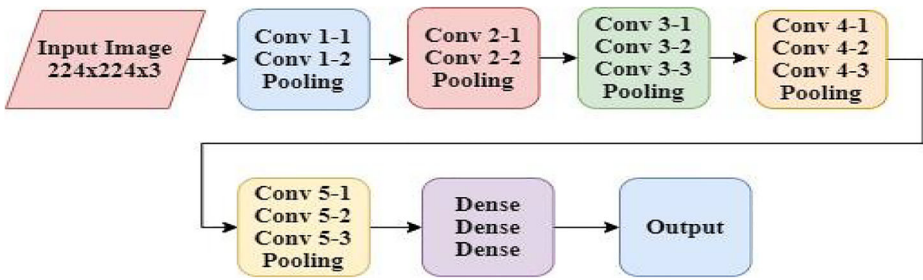 Input Image
224x224x3
Conv 1-1
Conv 1-2
Pooling
Conv 2-1
Conv 2-2
Pooling
Conv 3-1
Conv 3-2
Conv 3-3
Pooling
Conv 4-1
Conv 4-2
Conv 4-3
Pooling
Conv 5-1
Conv 5-2
Conv 5-3
Pooling
Dense
Dense
Dense
Output